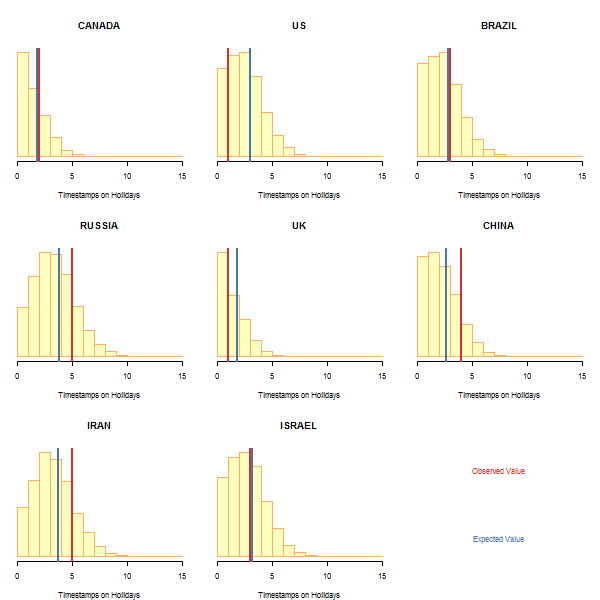 CANADA
US
BRAZIL
0 5 10 15
0 5 10 15
0 5 10 15
Timestamps on Holidays
Timestamps on Holidays
Timestamps on Holidays
RUSSIA
UK
CHINA
0 5 10 15
0 5 10 15
0 5 10 15
Timestamps on Holidays
Timestamps on Holidays
Timestamps on Holidays
IRAN
ISRAEL
Observed Value
Expected Value
0 5 10 15
0 5 10 15
Timestamps on Holidays
Timestamps on Holidays